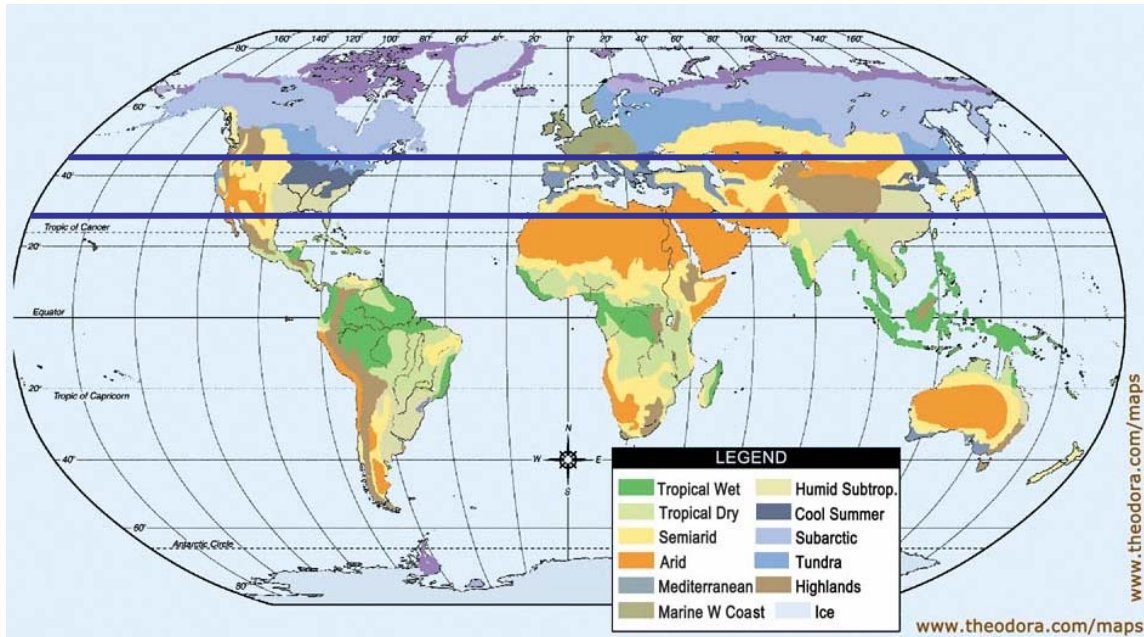 160° 140° 120° 100° 80° 60° 40° 20° 0° 20° 40° 60° 80° 100° 120° 140° 160°
80°
60°
40°
Tropic of Cancer
20°
Equator
20°
Tropic of Capricorn
40°
60°
Antarctic Circle
80°
N
W E
S
LEGEND
Tropical Wet Humid Subtrop.
Tropical Dry Cool Summer
Semiarid Subarctic
Arid Tundra
Mediterranean Highlands
Marine W Coast Ice
www.theodora.com/maps
www.theodora.com/maps